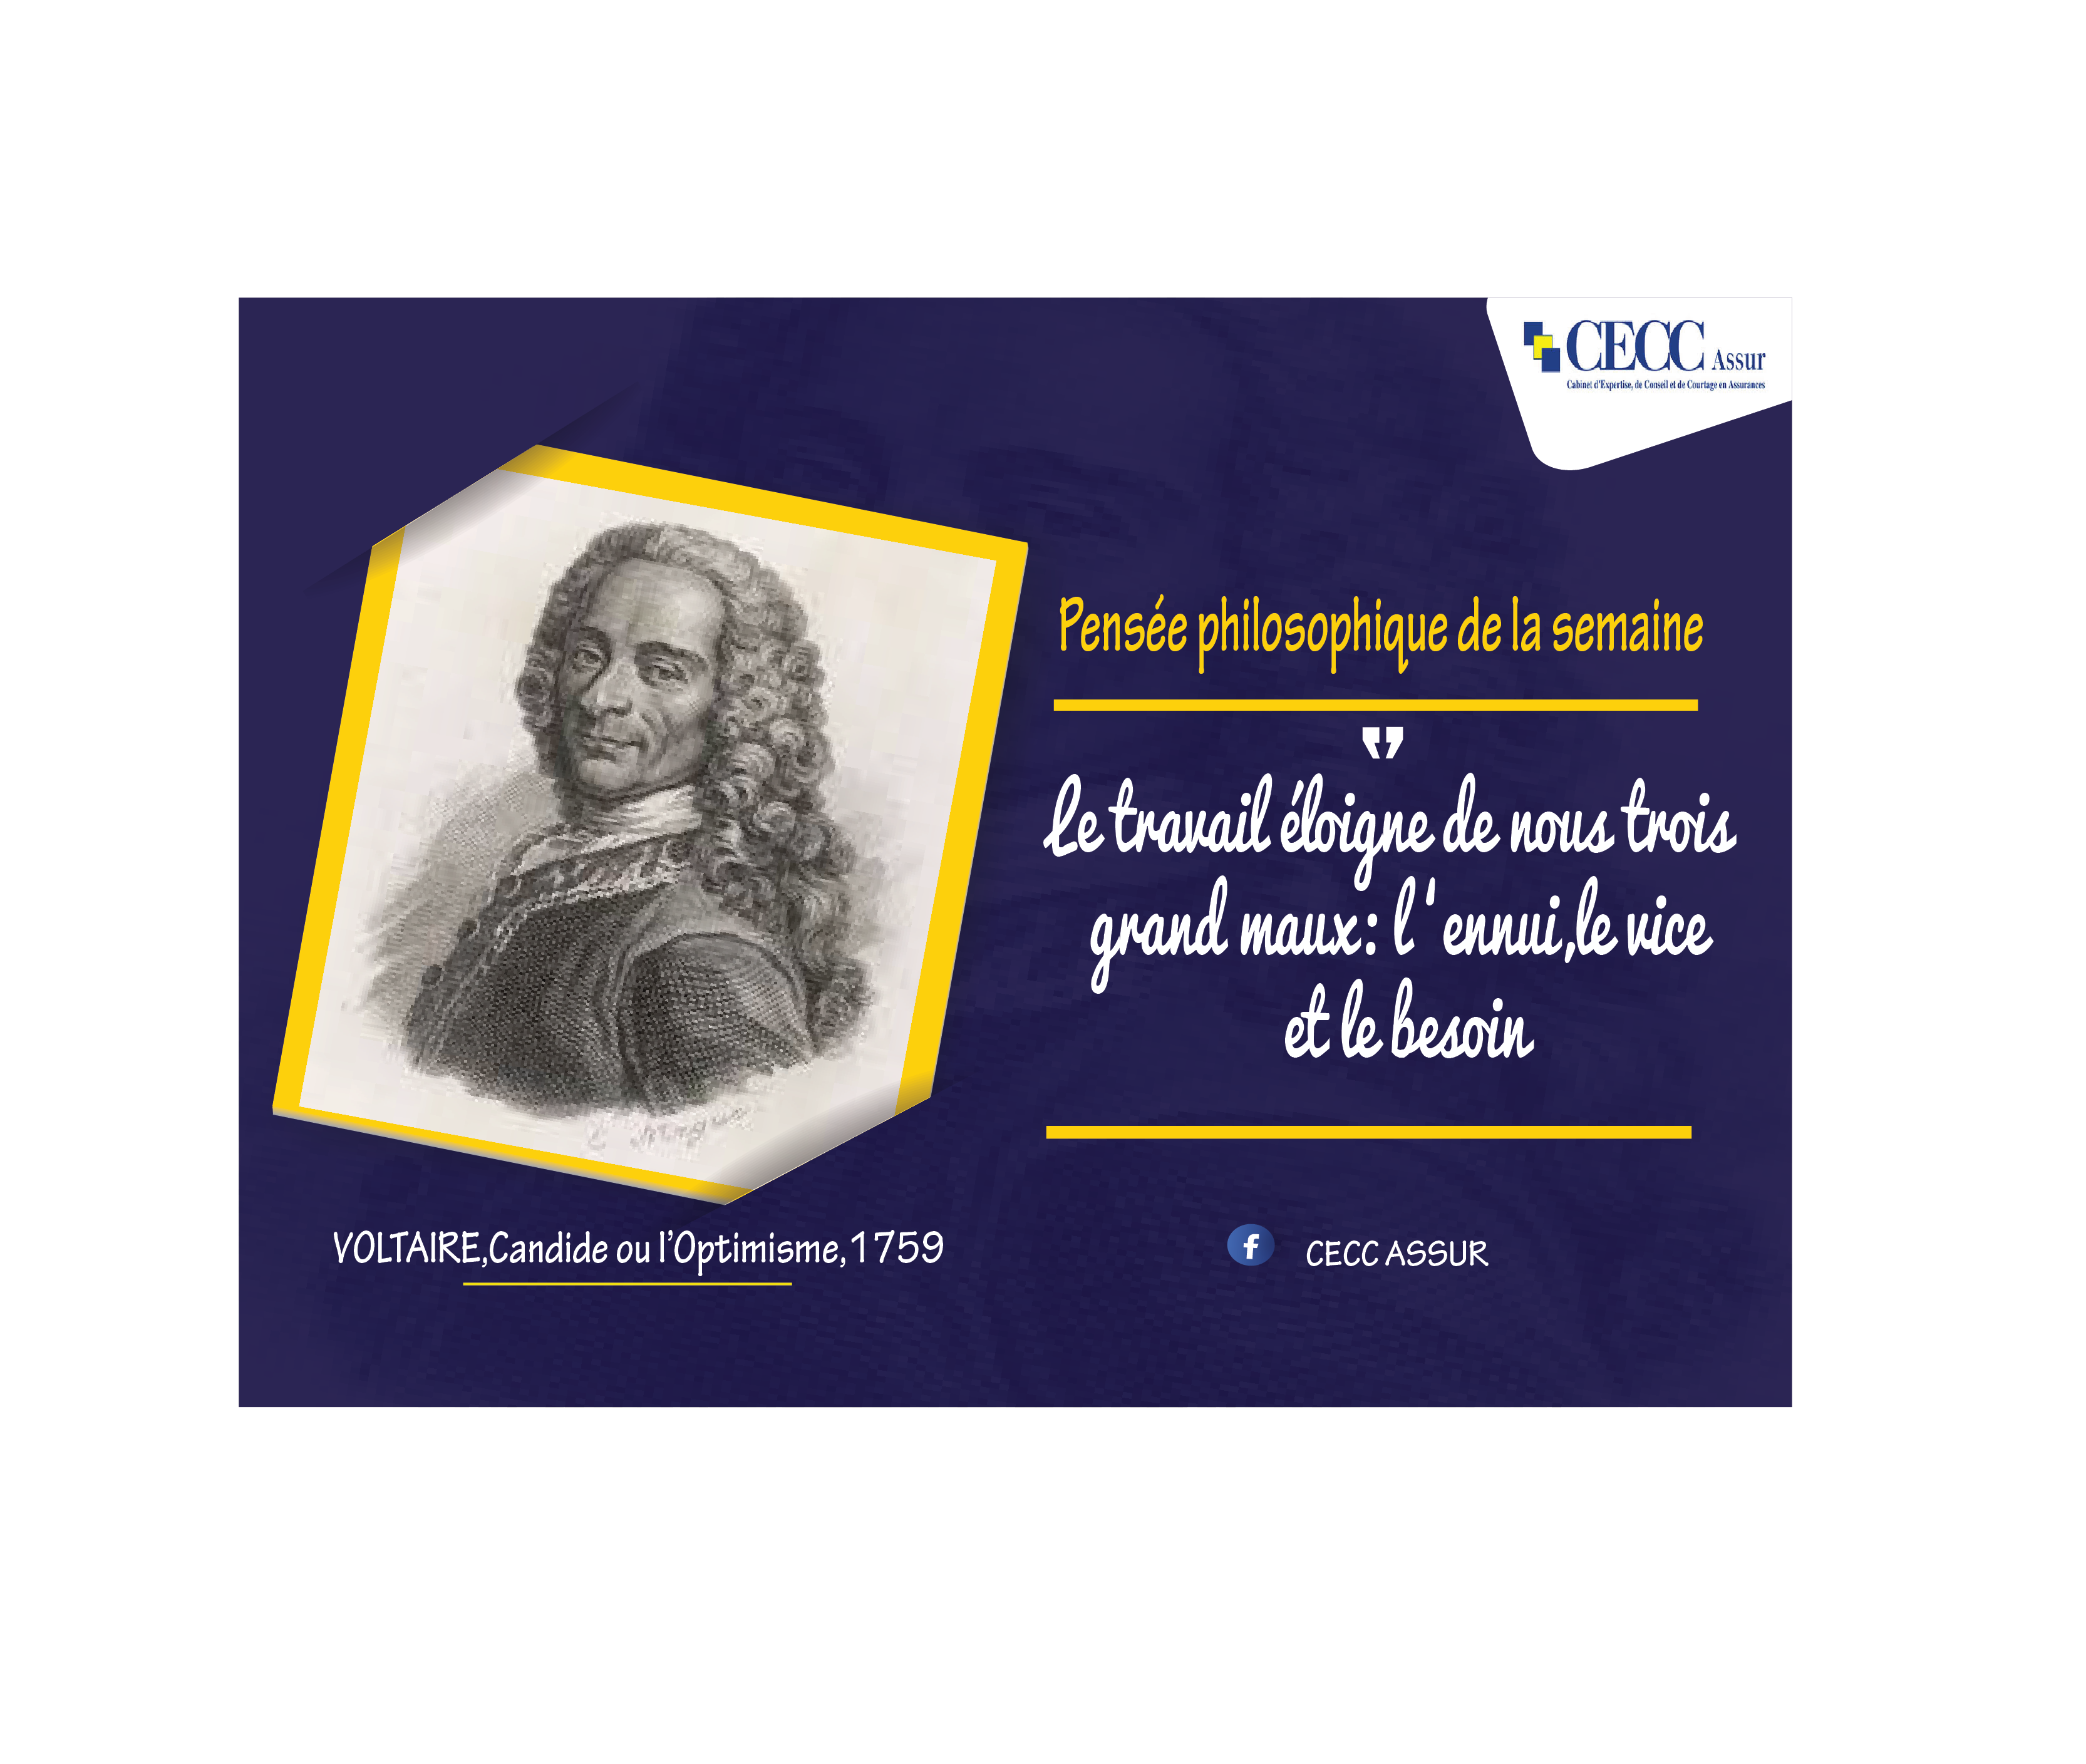 CECC Assur
Cabinet d'Expertise, de Conseil et de Courtage en Assurances
Pensée philosophique de la semaine
"
Le travail éloigne de nous trois
grand maux: l'ennui,le vice
et le besoin
VOLTAIRE,Candide ou l'Optimisme,1759
f CECC ASSUR